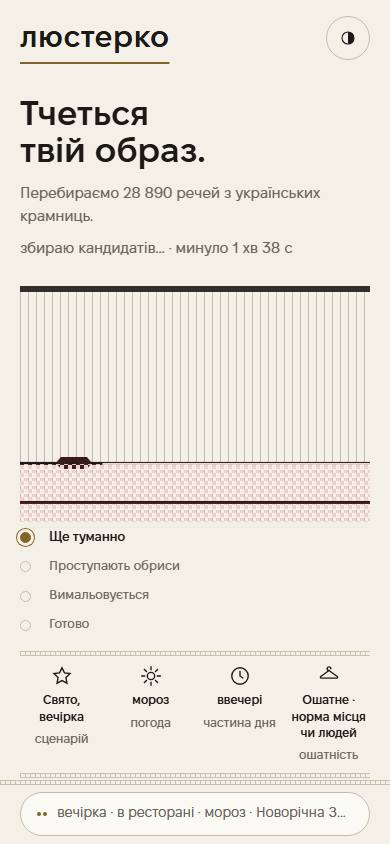 люстерко
Тчеться
твій образ.
Перебираємо 28 890 речей з українських
крамниць.
збираю кандидатів... · минуло 1 хв 38 с
Ще туманно
Проступають обриси
Вимальовується
Готово
Свято,
вечірка
сценарій
мороз
погода
ввечері
частина дня
Ошатне ·
норма місця
чи людей
ошатність
вечірка · в ресторані · мороз · Новорічна З...